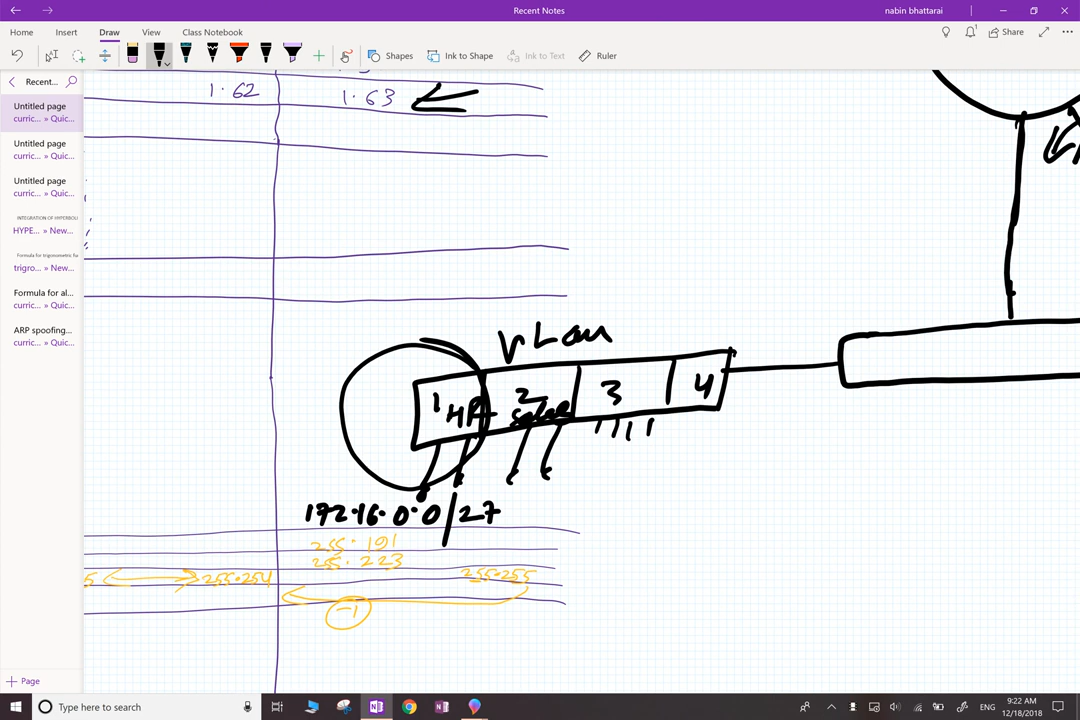 Recent Notes
nabin bhattarai
Home
Insert
Draw
View
Class Notebook
Share
Shapes
Ink to Shape
Ink to Text
Ruler
Recent...
Untitled page
curric... » Quic...
Untitled page
curric... » Quic...
Untitled page
curric... » Quic...
INTEGRATION OF HYPERBOL
HYPE... » New...
Formula for trigonometric fu
trigro... » New...
Formula for al...
curric... » Quic...
ARP spoofing...
curric... » Quic...
Page
1.62
1.63
VLan
1 HR
2
3
4
172.16.0.0/27
255.191
255.223
5
255.254
255.255
-1
Type here to search
ENG
9:22 AM
12/18/2018